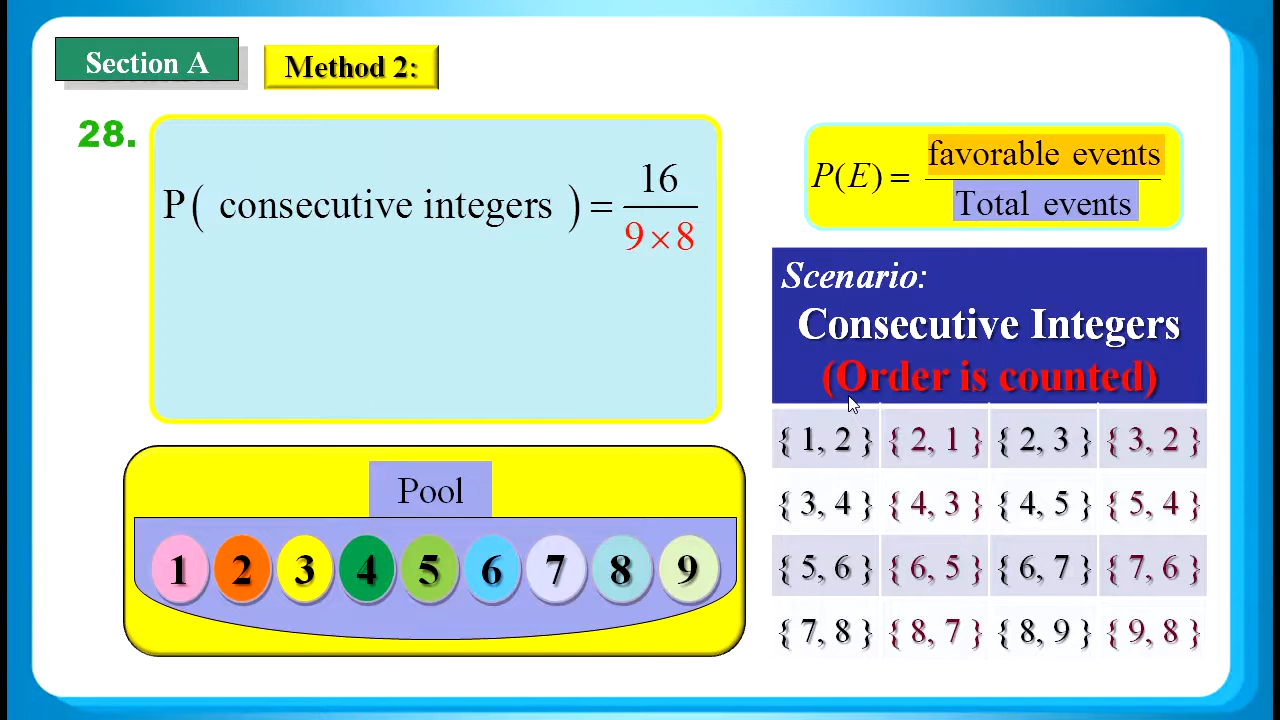 Section A
Method 2:
28.
P( consecutive integers ) = 16 / 9 × 8
P(E) = favorable events / Total events
Scenario:
Consecutive Integers
(Order is counted)
{ 1, 2 } { 2, 1 } { 2, 3 } { 3, 2 }
{ 3, 4 } { 4, 3 } { 4, 5 } { 5, 4 }
{ 5, 6 } { 6, 5 } { 6, 7 } { 7, 6 }
{ 7, 8 } { 8, 7 } { 8, 9 } { 9, 8 }
Pool
1 2 3 4 5 6 7 8 9